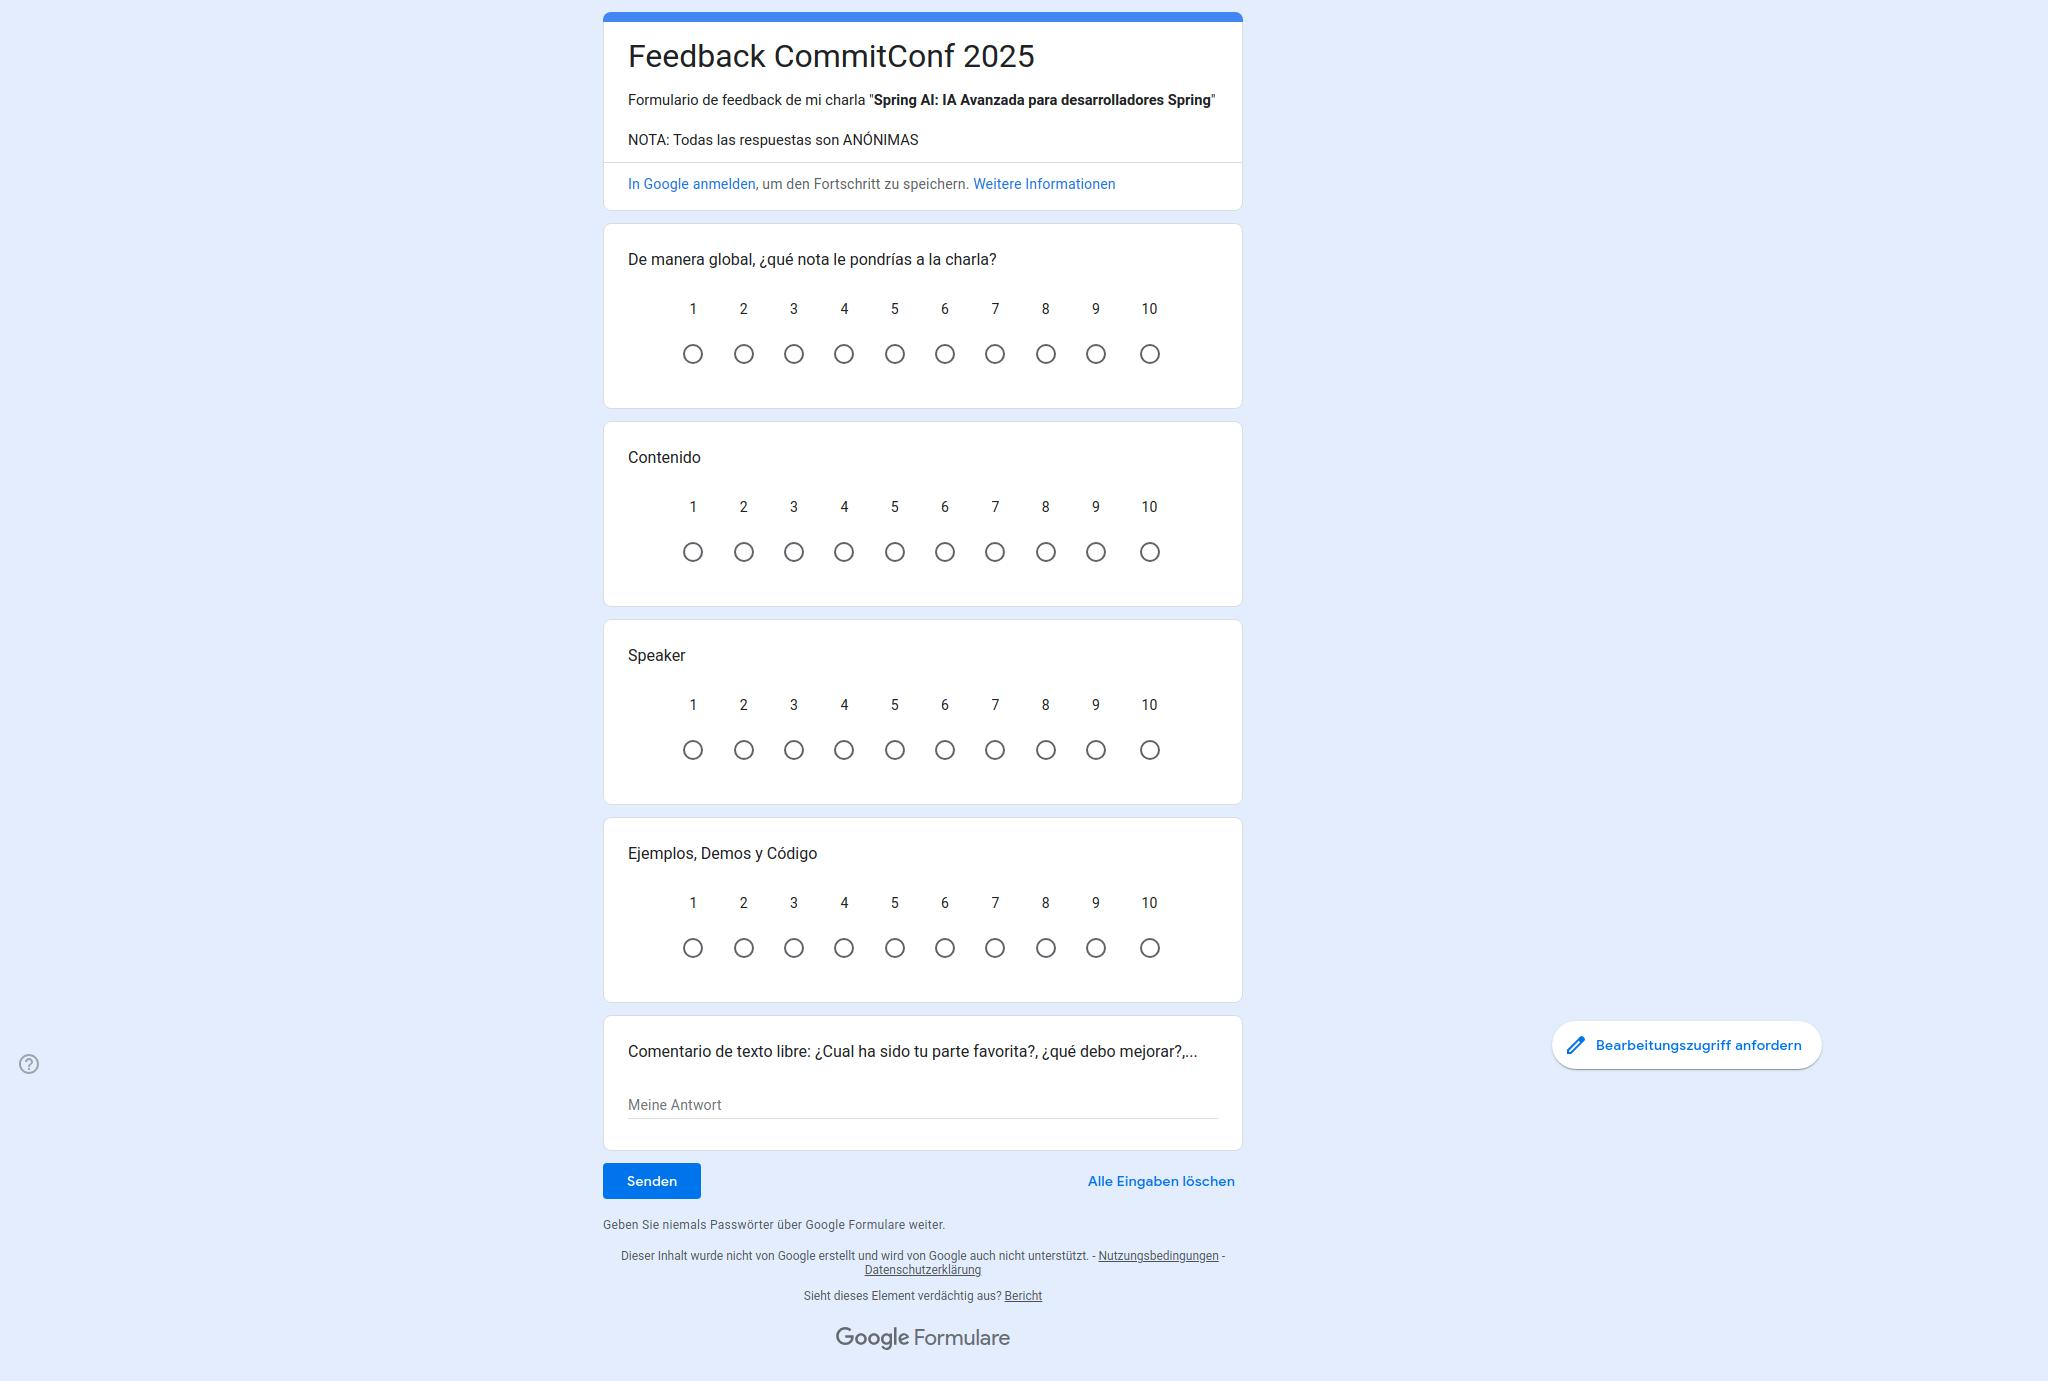 Feedback CommitConf 2025
Formulario de feedback de mi charla "Spring AI: IA Avanzada para desarrolladores Spring"
NOTA: Todas las respuestas son ANÓNIMAS
In Google anmelden, um den Fortschritt zu speichern. Weitere Informationen
De manera global, ¿qué nota le pondrías a la charla?
1 2 3 4 5 6 7 8 9 10
Contenido
1 2 3 4 5 6 7 8 9 10
Speaker
1 2 3 4 5 6 7 8 9 10
Ejemplos, Demos y Código
1 2 3 4 5 6 7 8 9 10
Comentario de texto libre: ¿Cual ha sido tu parte favorita?, ¿qué debo mejorar?,...
Meine Antwort
Bearbeitungszugriff anfordern
Senden
Alle Eingaben löschen
Geben Sie niemals Passwörter über Google Formulare weiter.
Dieser Inhalt wurde nicht von Google erstellt und wird von Google auch nicht unterstützt. - Nutzungsbedingungen -
Datenschutzerklärung
Sieht dieses Element verdächtig aus? Bericht
Google Formulare